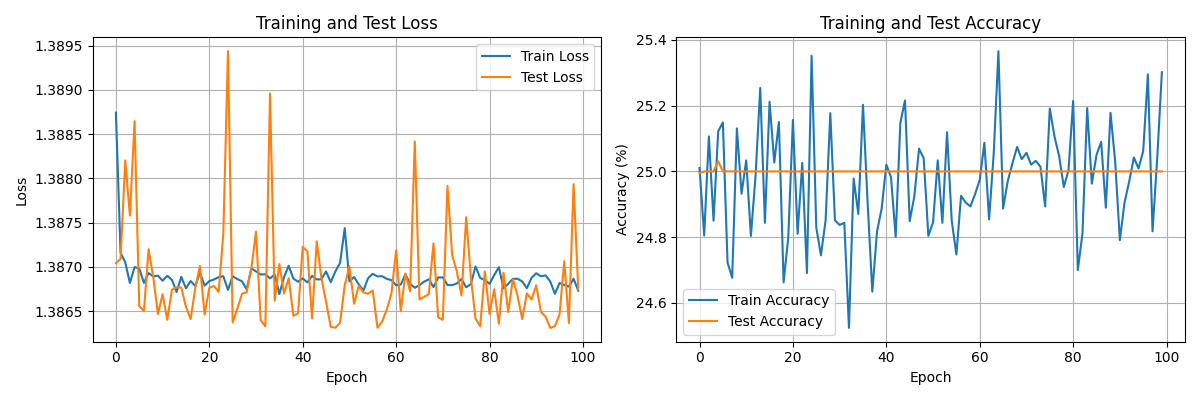 Training and Test Loss
1.3895
1.3890
1.3885
1.3880
1.3875
1.3870
1.3865
Loss
0
20
40
60
80
100
Epoch
Train Loss
Test Loss
Training and Test Accuracy
25.4
25.2
25.0
24.8
24.6
Accuracy (%)
0
20
40
60
80
100
Epoch
Train Accuracy
Test Accuracy